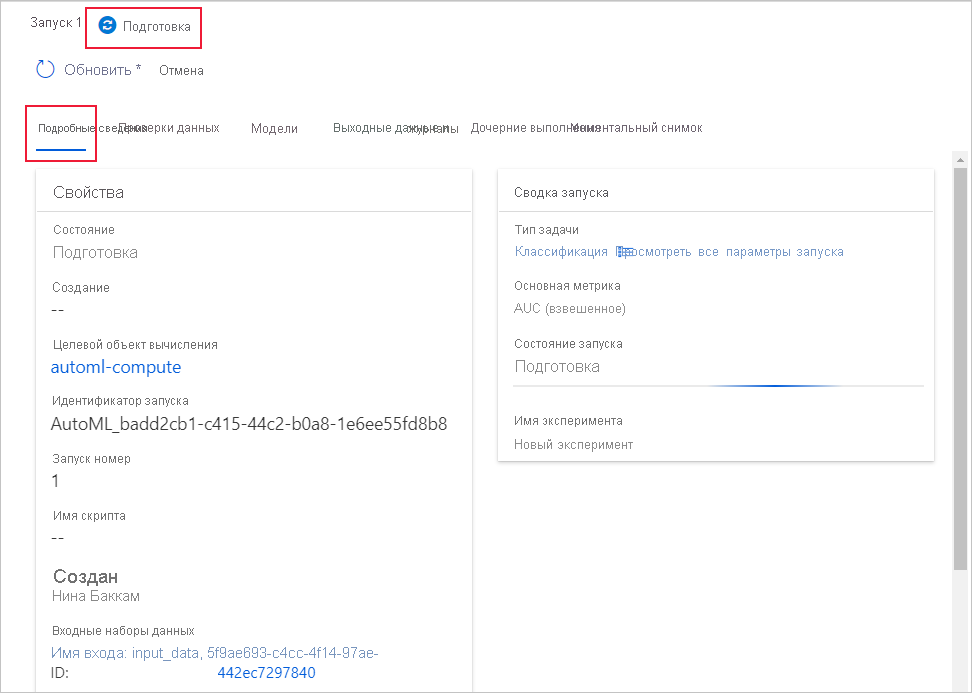 Запуск 1 Подготовка
Обновить * Отмена
Подробные сведения Проверки данных Модели Выходные данные и журналы Дочерние выполнения Моментальный снимок
Свойства
Состояние
Подготовка
Создание
--
Целевой объект вычисления
automl-compute
Идентификатор запуска
AutoML_badd2cb1-c415-44c2-b0a8-1e6ee55fd8b8
Запуск номер
1
Имя скрипта
--
Создан
Нина Баккам
Входные наборы данных
Имя входа: input_data, 5f9ae693-c4cc-4f14-97ae-
ID: 442ec7297840
Сводка запуска
Тип задачи
Классификация Просмотреть все параметры запуска
Основная метрика
AUC (взвешенное)
Состояние запуска
Подготовка
Имя эксперимента
Новый эксперимент